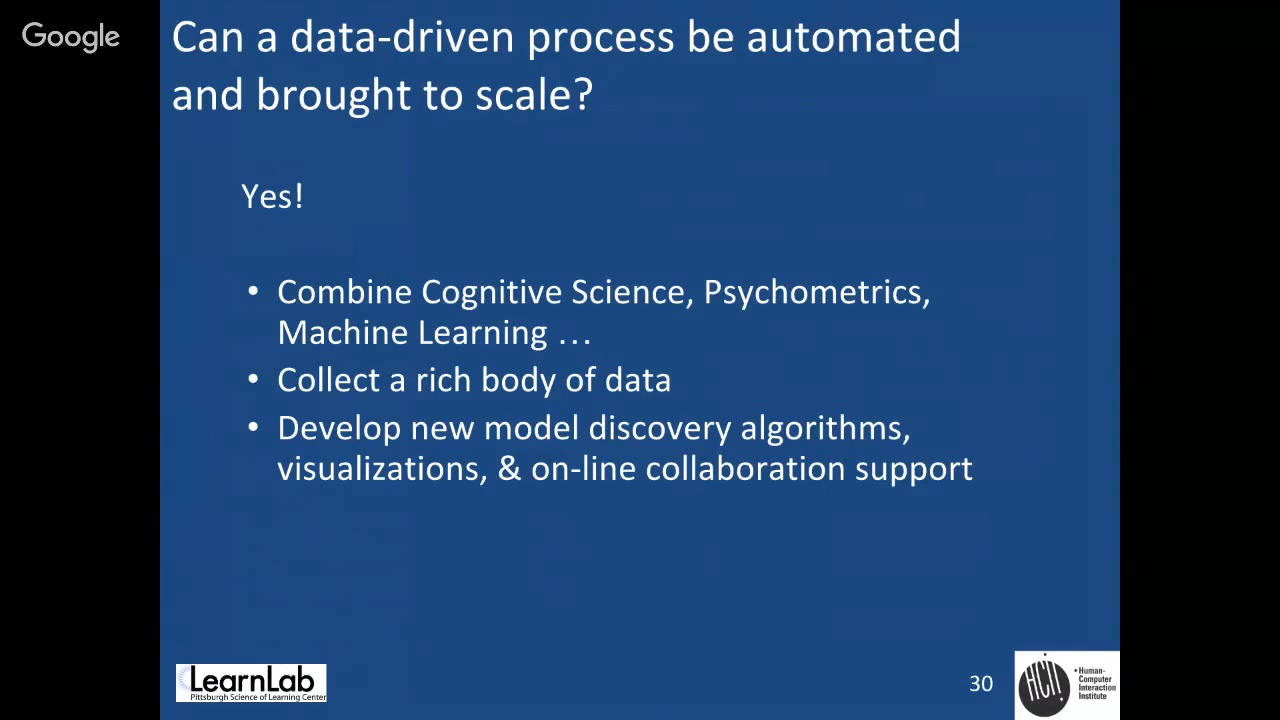 Google
Can a data-driven process be automated
and brought to scale?
Yes!
• Combine Cognitive Science, Psychometrics,
Machine Learning …
• Collect a rich body of data
• Develop new model discovery algorithms,
visualizations, & on-line collaboration support
LearnLab
Pittsburgh Science of Learning Center
30
HCII
• Human-
Computer
Interaction
Institute